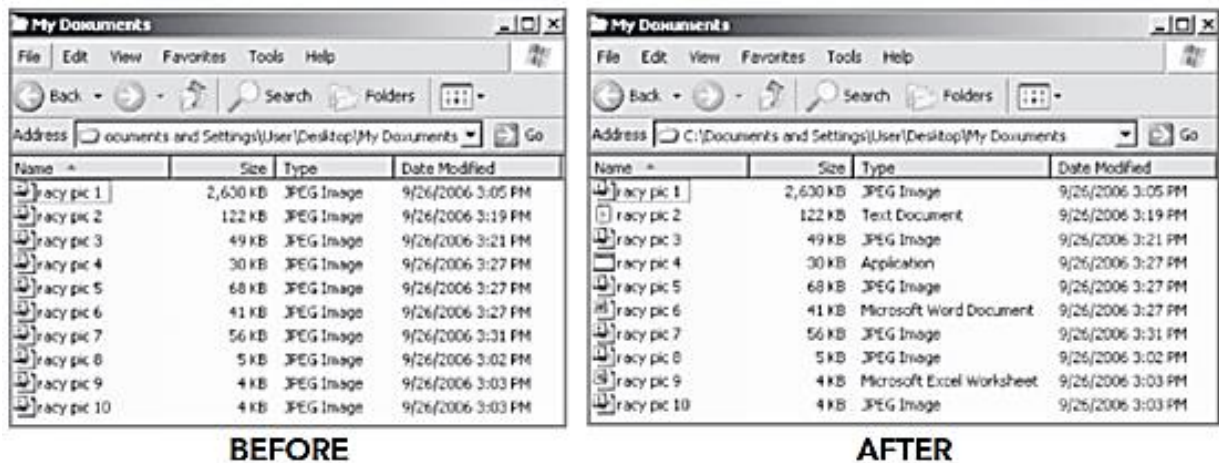 My Doxuments
File Edit View Favorites Tools Help
Back Search Folders
Address ocuments and Settings\User\Desktop\My Doxuments Go
Name Size Type Date Modified
racy pic 1 2,630 KB JPEG Image 9/26/2006 3:05 PM
racy pic 2 122 KB JPEG Image 9/26/2006 3:19 PM
racy pic 3 49 KB JPEG Image 9/26/2006 3:21 PM
racy pic 4 30 KB JPEG Image 9/26/2006 3:27 PM
racy pic 5 68 KB JPEG Image 9/26/2006 3:27 PM
racy pic 6 41 KB JPEG Image 9/26/2006 3:27 PM
racy pic 7 56 KB JPEG Image 9/26/2006 3:31 PM
racy pic 8 5 KB JPEG Image 9/26/2006 3:02 PM
racy pic 9 4 KB JPEG Image 9/26/2006 3:03 PM
racy pic 10 4 KB JPEG Image 9/26/2006 3:03 PM
BEFORE
My Doxuments
File Edit View Favorites Tools Help
Back Search Folders
Address C:\Documents and Settings\User\Desktop\My Doxuments Go
Name Size Type Date Modified
racy pic 1 2,630 KB JPEG Image 9/26/2006 3:05 PM
racy pic 2 122 KB Text Document 9/26/2006 3:19 PM
racy pic 3 49 KB JPEG Image 9/26/2006 3:21 PM
racy pic 4 30 KB Application 9/26/2006 3:27 PM
racy pic 5 68 KB JPEG Image 9/26/2006 3:27 PM
racy pic 6 41 KB Microsoft Word Document 9/26/2006 3:27 PM
racy pic 7 56 KB JPEG Image 9/26/2006 3:31 PM
racy pic 8 5 KB JPEG Image 9/26/2006 3:02 PM
racy pic 9 4 KB Microsoft Excel Worksheet 9/26/2006 3:03 PM
racy pic 10 4 KB JPEG Image 9/26/2006 3:03 PM
AFTER